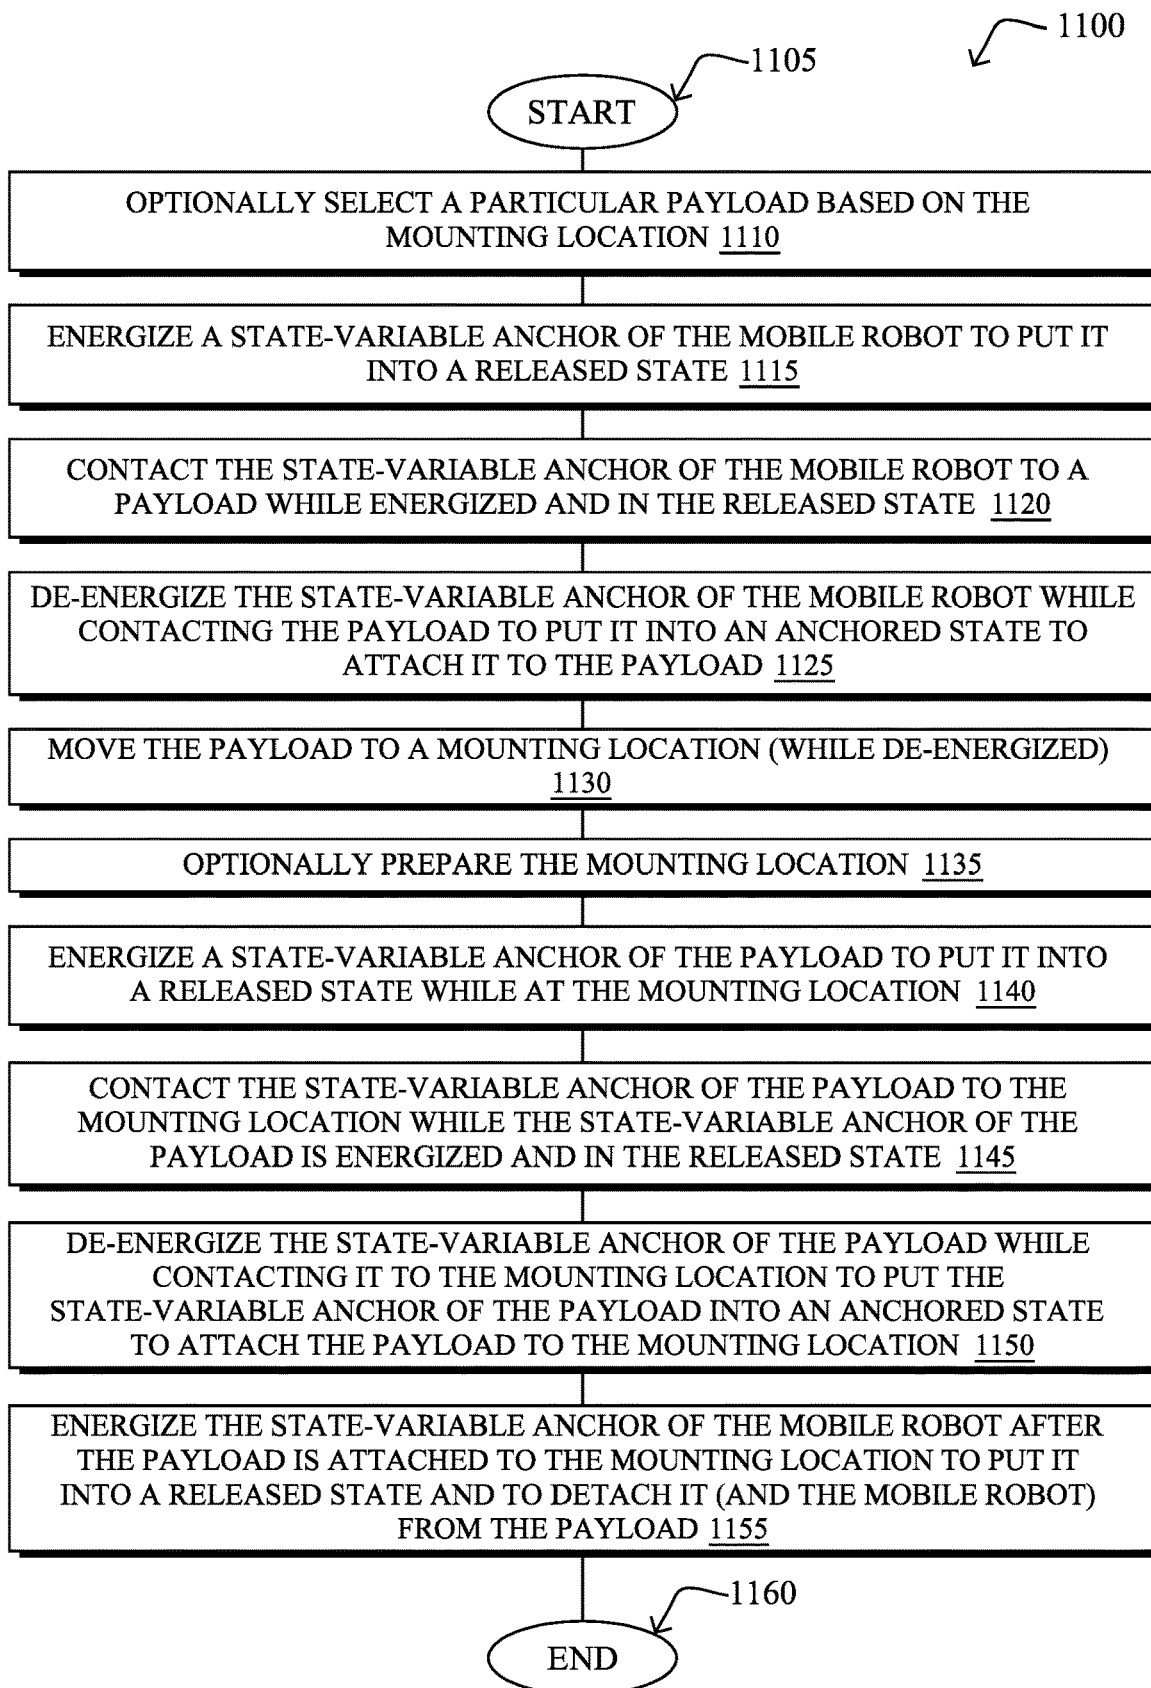 1100
1105
START
OPTIONALLY SELECT A PARTICULAR PAYLOAD BASED ON THE
MOUNTING LOCATION 1110
ENERGIZE A STATE-VARIABLE ANCHOR OF THE MOBILE ROBOT TO PUT IT
INTO A RELEASED STATE 1115
CONTACT THE STATE-VARIABLE ANCHOR OF THE MOBILE ROBOT TO A
PAYLOAD WHILE ENERGIZED AND IN THE RELEASED STATE 1120
DE-ENERGIZE THE STATE-VARIABLE ANCHOR OF THE MOBILE ROBOT WHILE
CONTACTING THE PAYLOAD TO PUT IT INTO AN ANCHORED STATE TO
ATTACH IT TO THE PAYLOAD 1125
MOVE THE PAYLOAD TO A MOUNTING LOCATION (WHILE DE-ENERGIZED)
1130
OPTIONALLY PREPARE THE MOUNTING LOCATION 1135
ENERGIZE A STATE-VARIABLE ANCHOR OF THE PAYLOAD TO PUT IT INTO
A RELEASED STATE WHILE AT THE MOUNTING LOCATION 1140
CONTACT THE STATE-VARIABLE ANCHOR OF THE PAYLOAD TO THE
MOUNTING LOCATION WHILE THE STATE-VARIABLE ANCHOR OF THE
PAYLOAD IS ENERGIZED AND IN THE RELEASED STATE 1145
DE-ENERGIZE THE STATE-VARIABLE ANCHOR OF THE PAYLOAD WHILE
CONTACTING IT TO THE MOUNTING LOCATION TO PUT THE
STATE-VARIABLE ANCHOR OF THE PAYLOAD INTO AN ANCHORED STATE
TO ATTACH THE PAYLOAD TO THE MOUNTING LOCATION 1150
ENERGIZE THE STATE-VARIABLE ANCHOR OF THE MOBILE ROBOT AFTER
THE PAYLOAD IS ATTACHED TO THE MOUNTING LOCATION TO PUT IT
INTO A RELEASED STATE AND TO DETACH IT (AND THE MOBILE ROBOT)
FROM THE PAYLOAD 1155
1160
END